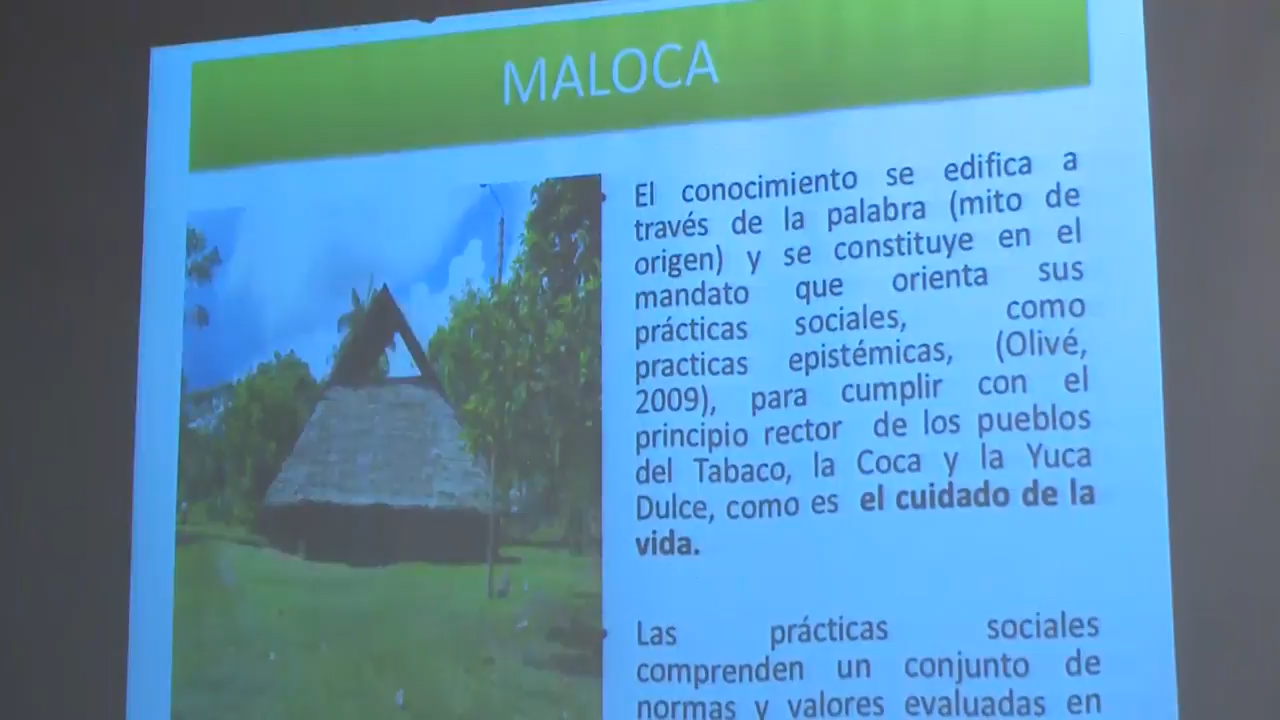 MALOCA
El conocimiento se edifica a
través de la palabra (mito de
origen) y se constituye en el
mandato que orienta sus
prácticas sociales, como
practicas epistémicas, (Olivé,
2009), para cumplir con el
principio rector de los pueblos
del Tabaco, la Coca y la Yuca
Dulce, como es el cuidado de la
vida.
Las prácticas sociales
comprenden un conjunto de
normas y valores evaluadas en